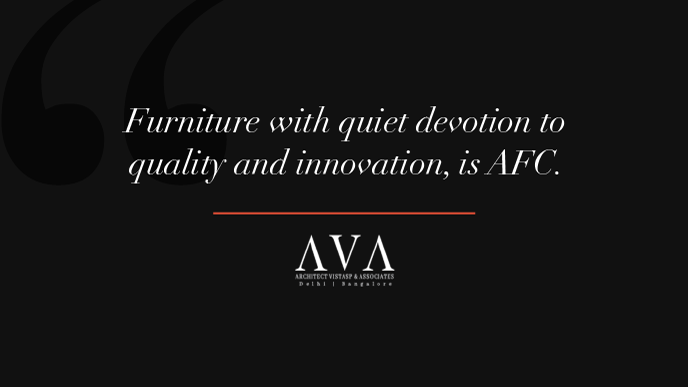 Furniture with quiet devotion to
quality and innovation, is AFC.
AVA
ARCHITECT VISTASP & ASSOCIATES
Delhi | Bangalore